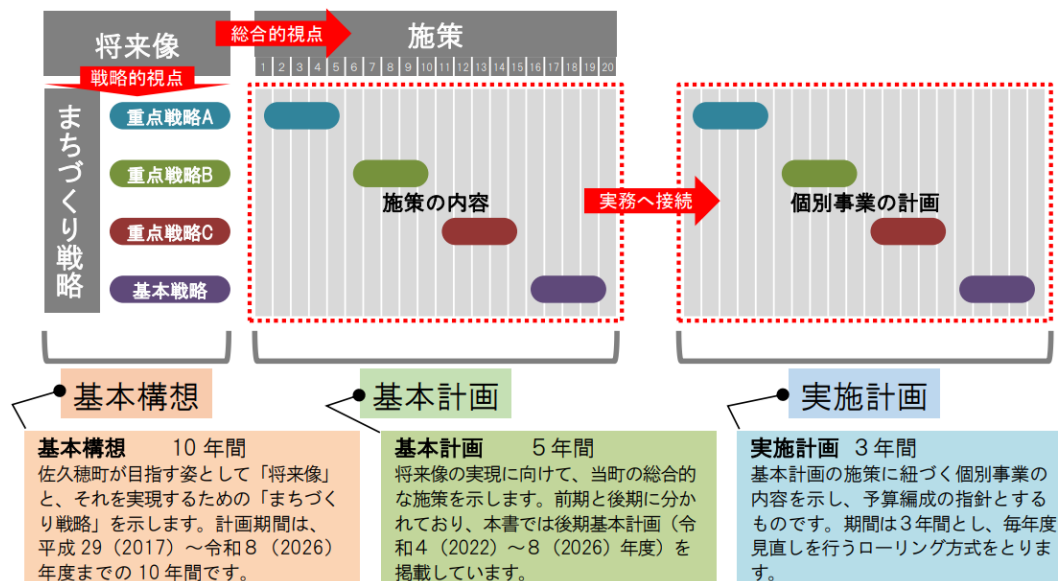 将来像
総合的視点
施策
1 2 3 4 5 6 7 8 9 10 11 12 13 14 15 16 17 18 19 20
戦略的視点
まちづくり戦略
重点戦略A
重点戦略B
重点戦略C
基本戦略
施策の内容
実務へ接続
個別事業の計画
基本構想
基本計画
実施計画
基本構想 10年間
佐久穂町が目指す姿として「将来像」
と、それを実現するための「まちづく
り戦略」を示します。計画期間は、
平成29（2017）～令和８（2026）
年度までの10年間です。
基本計画 ５年間
将来像の実現に向けて、当町の総合的
な施策を示します。前期と後期に分か
れており、本書では後期基本計画（令
和４（2022）～８（2026）年度）を
掲載しています。
実施計画 ３年間
基本計画の施策に紐づく個別事業の
内容を示し、予算編成の指針とする
ものです。期間は３年間とし、毎年度
見直しを行うローリング方式をとりま
す。